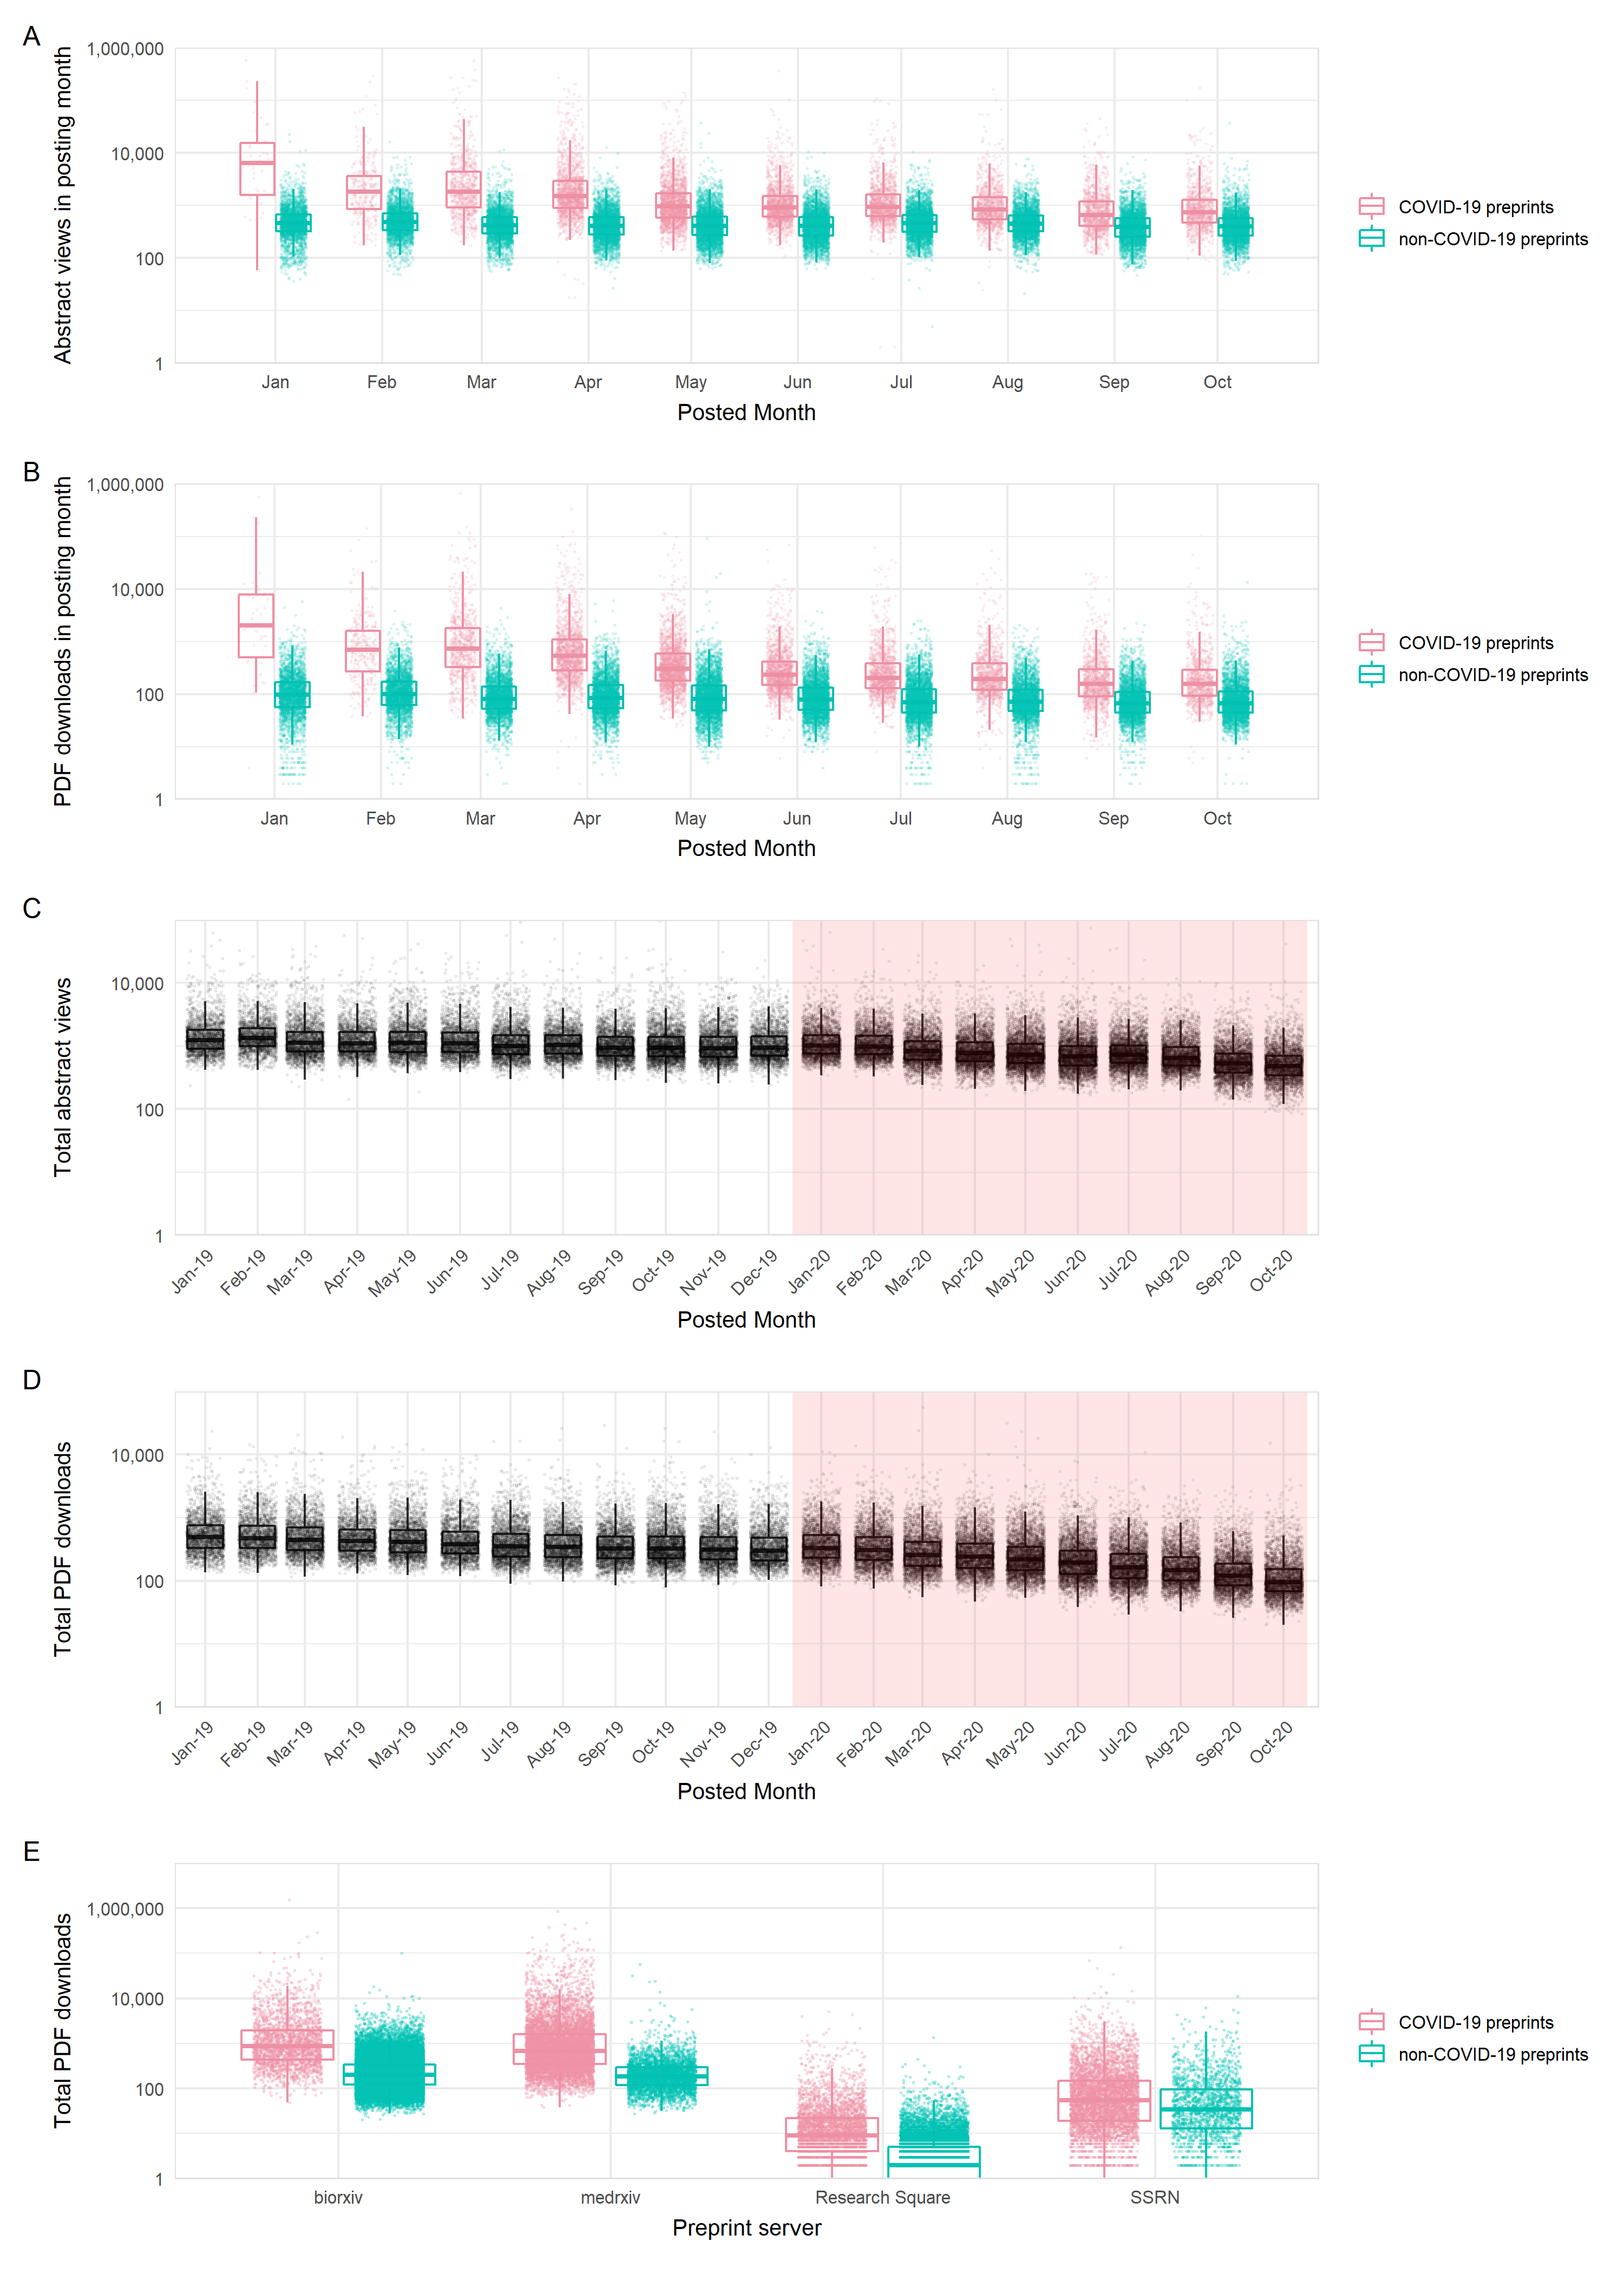 A
Abstract views in posting month
1,000,000
10,000
100
1
Jan Feb Mar Apr May Jun Jul Aug Sep Oct
Posted Month
COVID-19 preprints
non-COVID-19 preprints
B
PDF downloads in posting month
1,000,000
10,000
100
1
Jan Feb Mar Apr May Jun Jul Aug Sep Oct
Posted Month
COVID-19 preprints
non-COVID-19 preprints
C
Total abstract views
10,000
100
1
Jan-19 Feb-19 Mar-19 Apr-19 May-19 Jun-19 Jul-19 Aug-19 Sep-19 Oct-19 Nov-19 Dec-19 Jan-20 Feb-20 Mar-20 Apr-20 May-20 Jun-20 Jul-20 Aug-20 Sep-20 Oct-20
Posted Month
D
Total PDF downloads
10,000
100
1
Jan-19 Feb-19 Mar-19 Apr-19 May-19 Jun-19 Jul-19 Aug-19 Sep-19 Oct-19 Nov-19 Dec-19 Jan-20 Feb-20 Mar-20 Apr-20 May-20 Jun-20 Jul-20 Aug-20 Sep-20 Oct-20
Posted Month
E
Total PDF downloads
1,000,000
10,000
100
1
biorxiv medrxiv Research Square SSRN
Preprint server
COVID-19 preprints
non-COVID-19 preprints